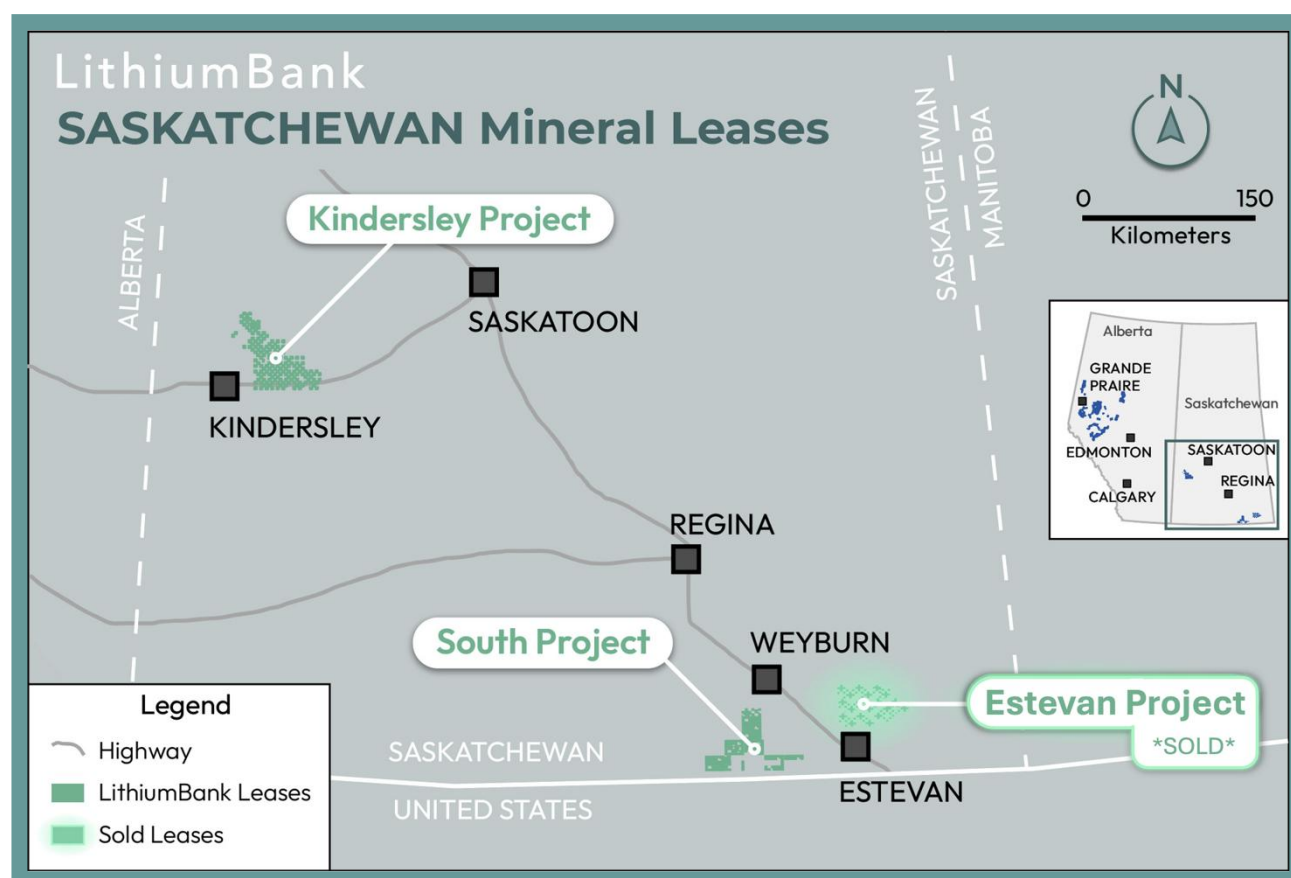 LithiumBank
SASKATCHEWAN Mineral Leases
N
0 150
Kilometers
ALBERTA
SASKATCHEWAN
MANITOBA
Kindersley Project
SASKATOON
KINDERSLEY
REGINA
South Project
WEYBURN
Estevan Project
*SOLD*
ESTEVAN
SASKATCHEWAN
UNITED STATES
Alberta
GRANDE
PRAIRE
Saskatchewan
EDMONTON
SASKATOON
CALGARY
REGINA
Legend
Highway
LithiumBank Leases
Sold Leases